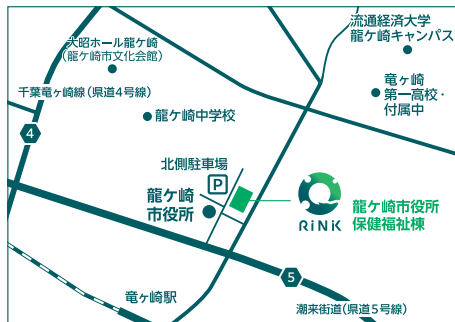 流通経済大学
龍ケ崎キャンパス
大昭ホール龍ケ崎
(龍ケ崎市文化会館)
千葉竜ヶ崎線(県道4号線)
竜ヶ崎
第一高校・
付属中
龍ケ崎中学校
4
北側駐車場
P
龍ケ崎
市役所
RiNiK
龍ケ崎市役所
保健福祉棟
5
竜ヶ崎駅
潮来街道(県道5号線)